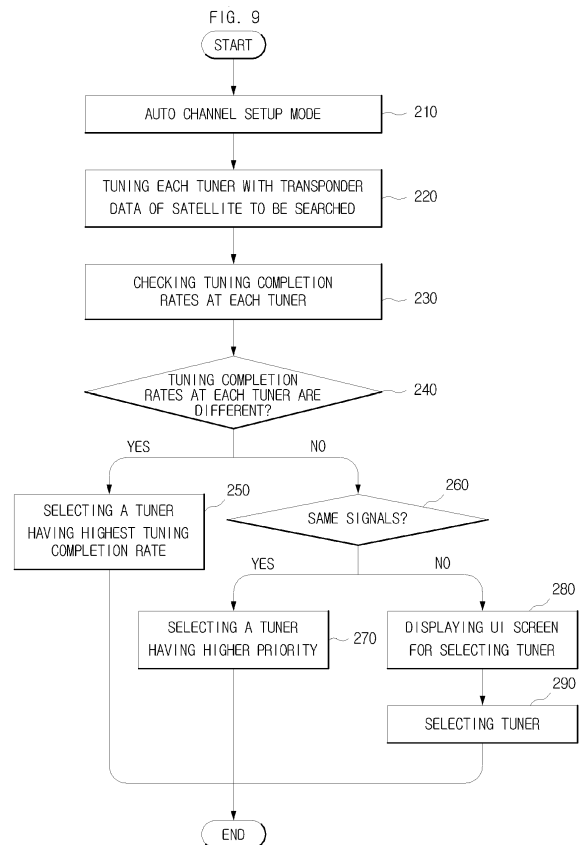 FIG. 9
START
AUTO CHANNEL SETUP MODE
210
TUNING EACH TUNER WITH TRANSPONDER
DATA OF SATELLITE TO BE SEARCHED
220
CHECKING TUNING COMPLETION
RATES AT EACH TUNER
230
TUNING COMPLETION
RATES AT EACH TUNER ARE
DIFFERENT?
240
YES
NO
250
SELECTING A TUNER
HAVING HIGHEST TUNING
COMPLETION RATE
260
SAME SIGNALS?
YES
NO
SELECTING A TUNER
HAVING HIGHER PRIORITY
270
280
DISPLAYING UI SCREEN
FOR SELECTING TUNER
290
SELECTING TUNER
END